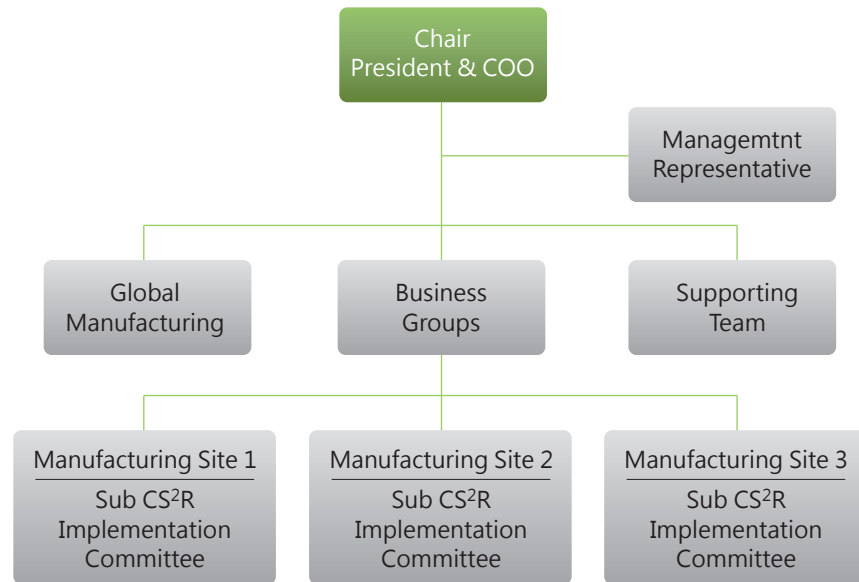 Chair
President & COO
Managemtnt
Representative
Global
Manufacturing
Business
Groups
Supporting
Team
Manufacturing Site 1
Sub CS²R
Implementation
Committee
Manufacturing Site 2
Sub CS²R
Implementation
Committee
Manufacturing Site 3
Sub CS²R
Implementation
Committee